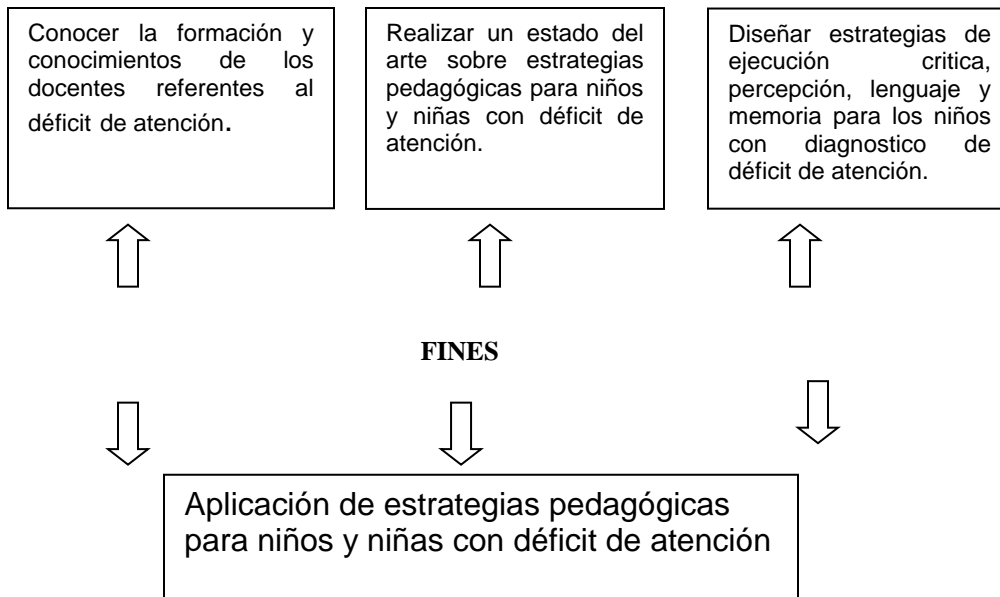 Conocer la formación y
conocimientos de los
docentes referentes al
déficit de atención.
Realizar un estado del
arte sobre estrategias
pedagógicas para niños
y niñas con déficit de
atención.
Diseñar estrategias de
ejecución critica,
percepción, lenguaje y
memoria para los niños
con diagnostico de
déficit de atención.
FINES
Aplicación de estrategias pedagógicas
para niños y niñas con déficit de atención